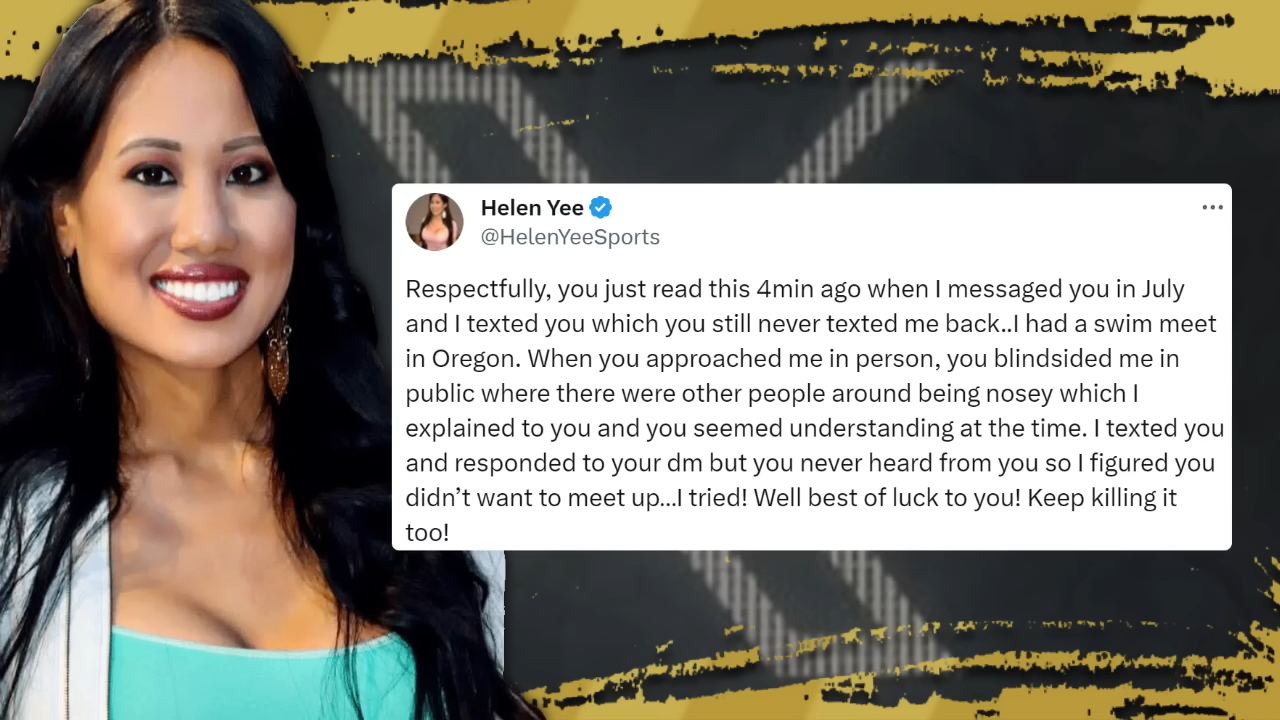 Helen Yee
@HelenYeeSports
Respectfully, you just read this 4min ago when I messaged you in July
and I texted you which you still never texted me back..I had a swim meet
in Oregon. When you approached me in person, you blindsided me in
public where there were other people around being nosey which I
explained to you and you seemed understanding at the time. I texted you
and responded to your dm but you never heard from you so I figured you
didn’t want to meet up...I tried! Well best of luck to you! Keep killing it
too!